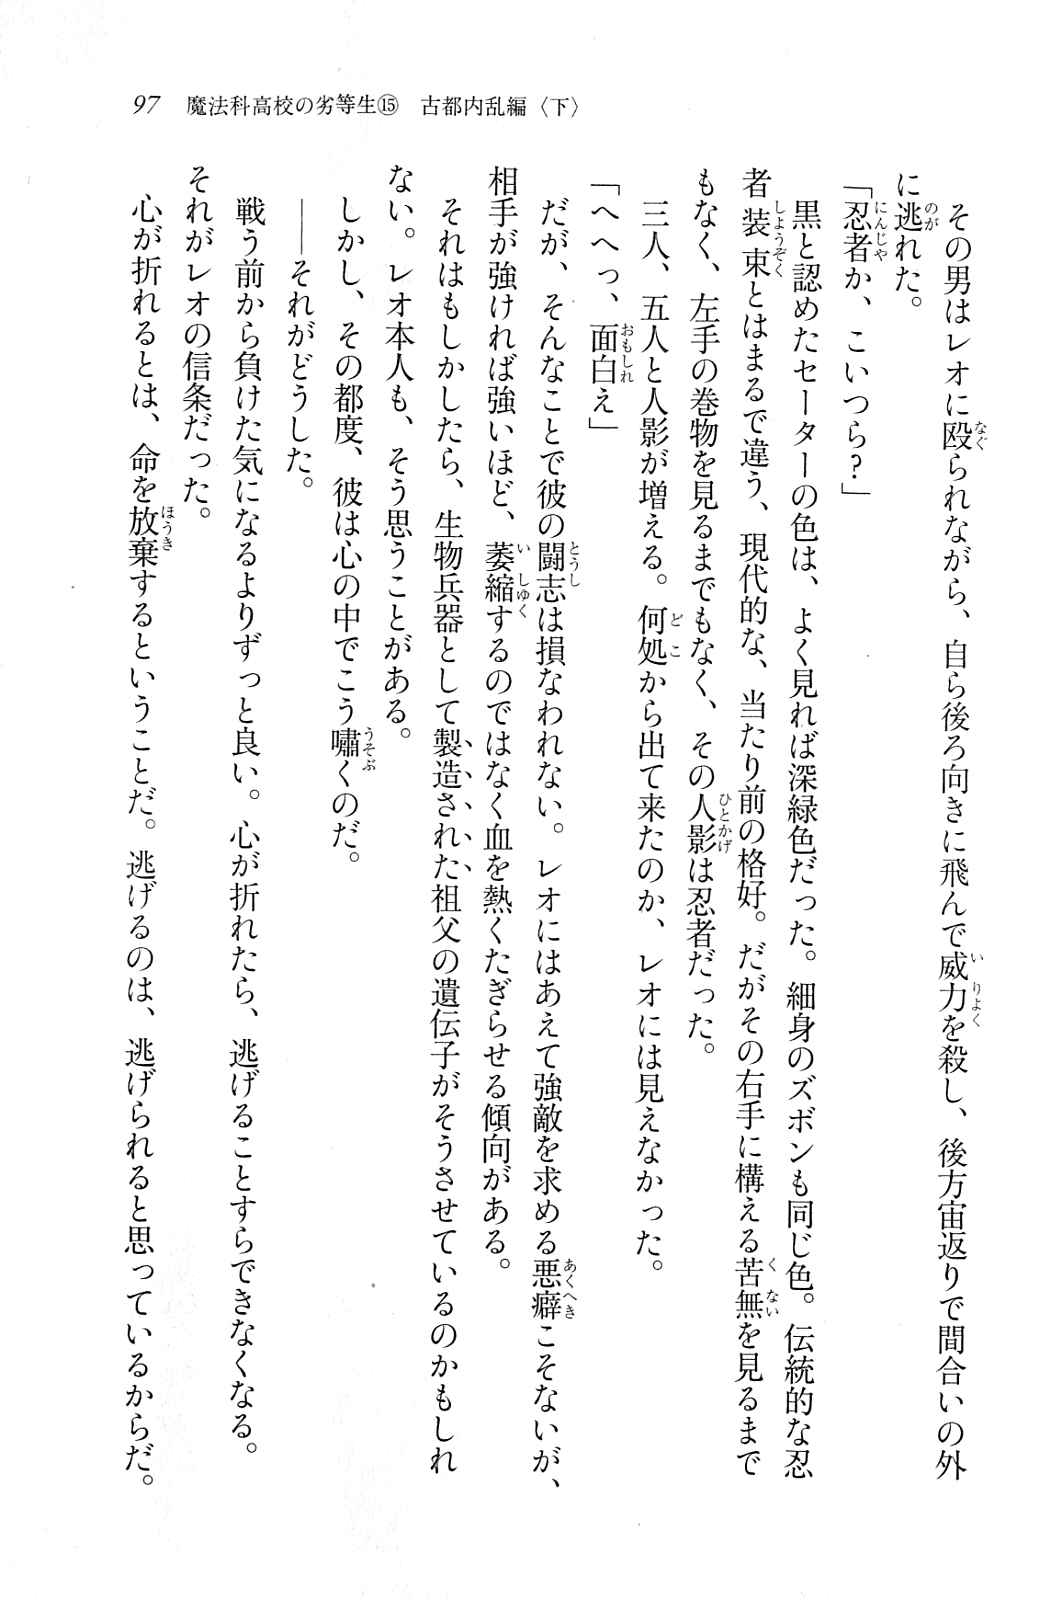 97　魔法科高校の劣等生⑮　古都内乱編〈下〉
　その男はレオに殴られながら、自ら後ろ向きに飛んで威力を殺し、後方宙返りで間合いの外
に逃れた。
「忍者か、こいつら？」
　黒と認めたセーターの色は、よく見れば深緑色だった。細身のズボンも同じ色。伝統的な忍
者装束とはまるで違う、現代的な、当たり前の格好。だがその右手に構える苦無を見るまで
もなく、左手の巻物を見るまでもなく、その人影は忍者だった。
　三人、五人と人影が増える。何処から出て来たのか、レオには見えなかった。
「へへっ、面白え」
　だが、そんなことで彼の闘志は損なわれない。レオにはあえて強敵を求める悪癖こそないが、
相手が強ければ強いほど、萎縮するのではなく血を熱くたぎらせる傾向がある。
　それはもしかしたら、生物兵器として製造された祖父の遺伝子がそうさせているのかもしれ
ない。レオ本人も、そう思うことがある。
　しかし、その都度、彼は心の中でこう嘯くのだ。
　――それがどうした。
　戦う前から負けた気になるよりずっと良い。心が折れたら、逃げることすらできなくなる。
それがレオの信条だった。
　心が折れるとは、命を放棄するということだ。逃げるのは、逃げられると思っているからだ。